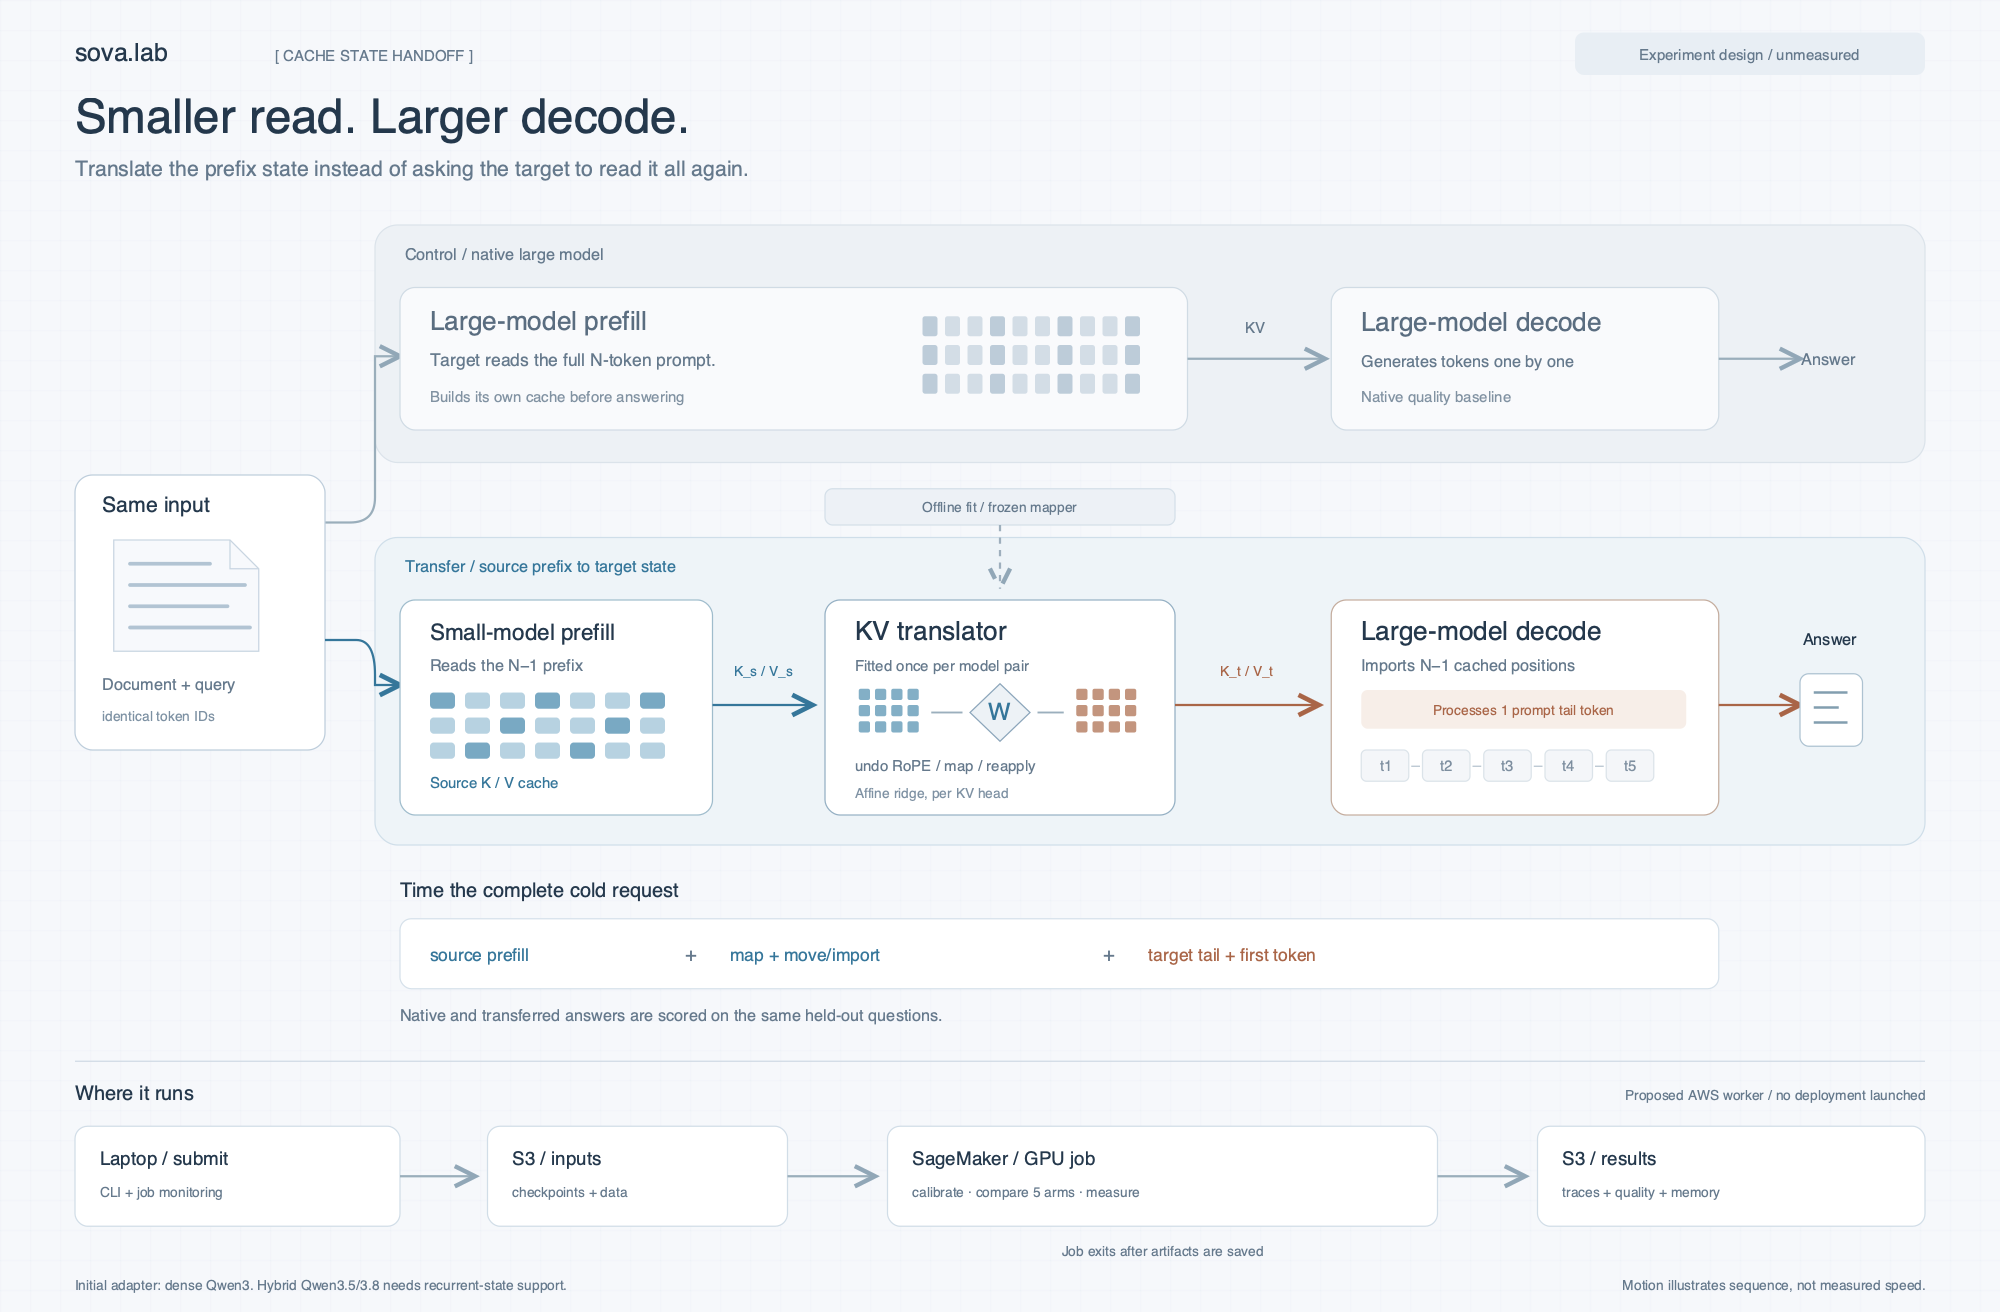 sova.lab
[ CACHE STATE HANDOFF ]
Experiment design / unmeasured
Smaller read. Larger decode.
Translate the prefix state instead of asking the target to read it all again.
Control / native large model
Large-model prefill
Target reads the full N-token prompt.
Builds its own cache before answering
KV
Large-model decode
Generates tokens one by one
Native quality baseline
Answer
Same input
Document + query
identical token IDs
Offline fit / frozen mapper
Transfer / source prefix to target state
Small-model prefill
Reads the N–1 prefix
Source K / V cache
K_s / V_s
KV translator
Fitted once per model pair
W
undo RoPE / map / reapply
Affine ridge, per KV head
K_t / V_t
Large-model decode
Imports N–1 cached positions
Processes 1 prompt tail token
t1
t2
t3
t4
t5
Answer
Time the complete cold request
source prefill
+
map + move/import
+
target tail + first token
Native and transferred answers are scored on the same held-out questions.
Where it runs
Proposed AWS worker / no deployment launched
Laptop / submit
CLI + job monitoring
S3 / inputs
checkpoints + data
SageMaker / GPU job
calibrate · compare 5 arms · measure
S3 / results
traces + quality + memory
Job exits after artifacts are saved
Initial adapter: dense Qwen3. Hybrid Qwen3.5/3.8 needs recurrent-state support.
Motion illustrates sequence, not measured speed.